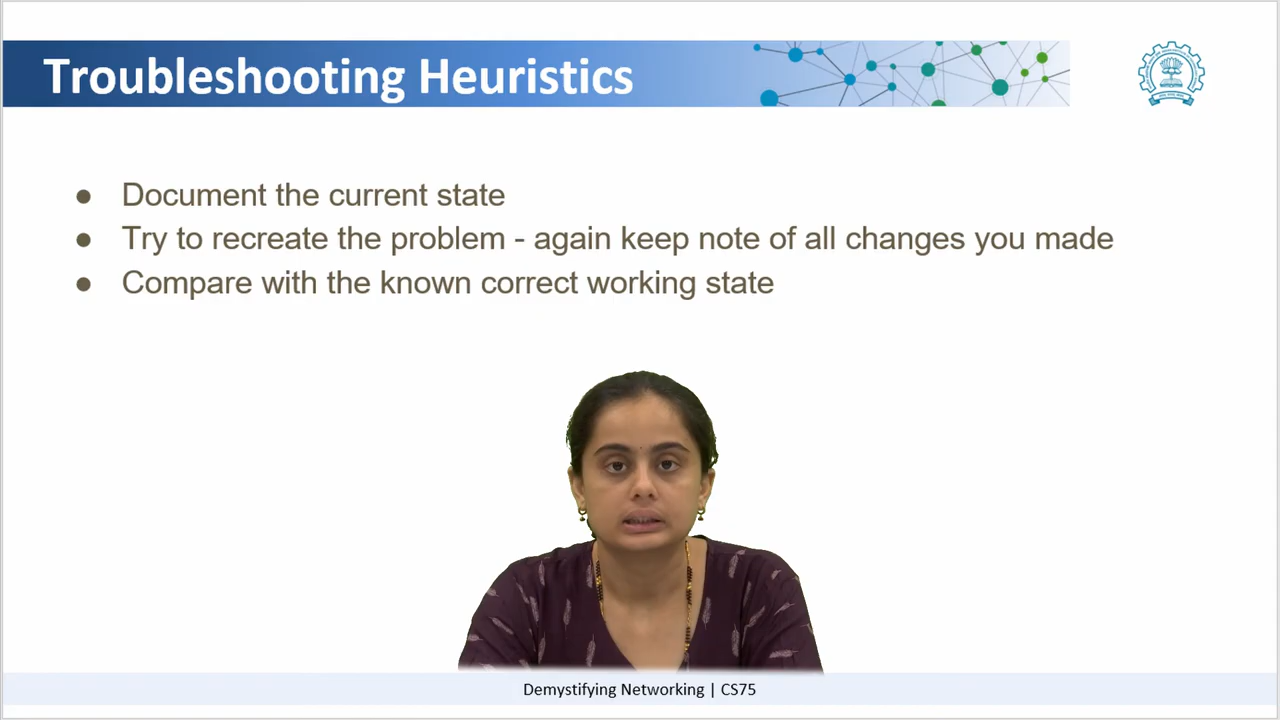 Troubleshooting Heuristics
● Document the current state
● Try to recreate the problem - again keep note of all changes you made
● Compare with the known correct working state
Demystifying Networking | CS75